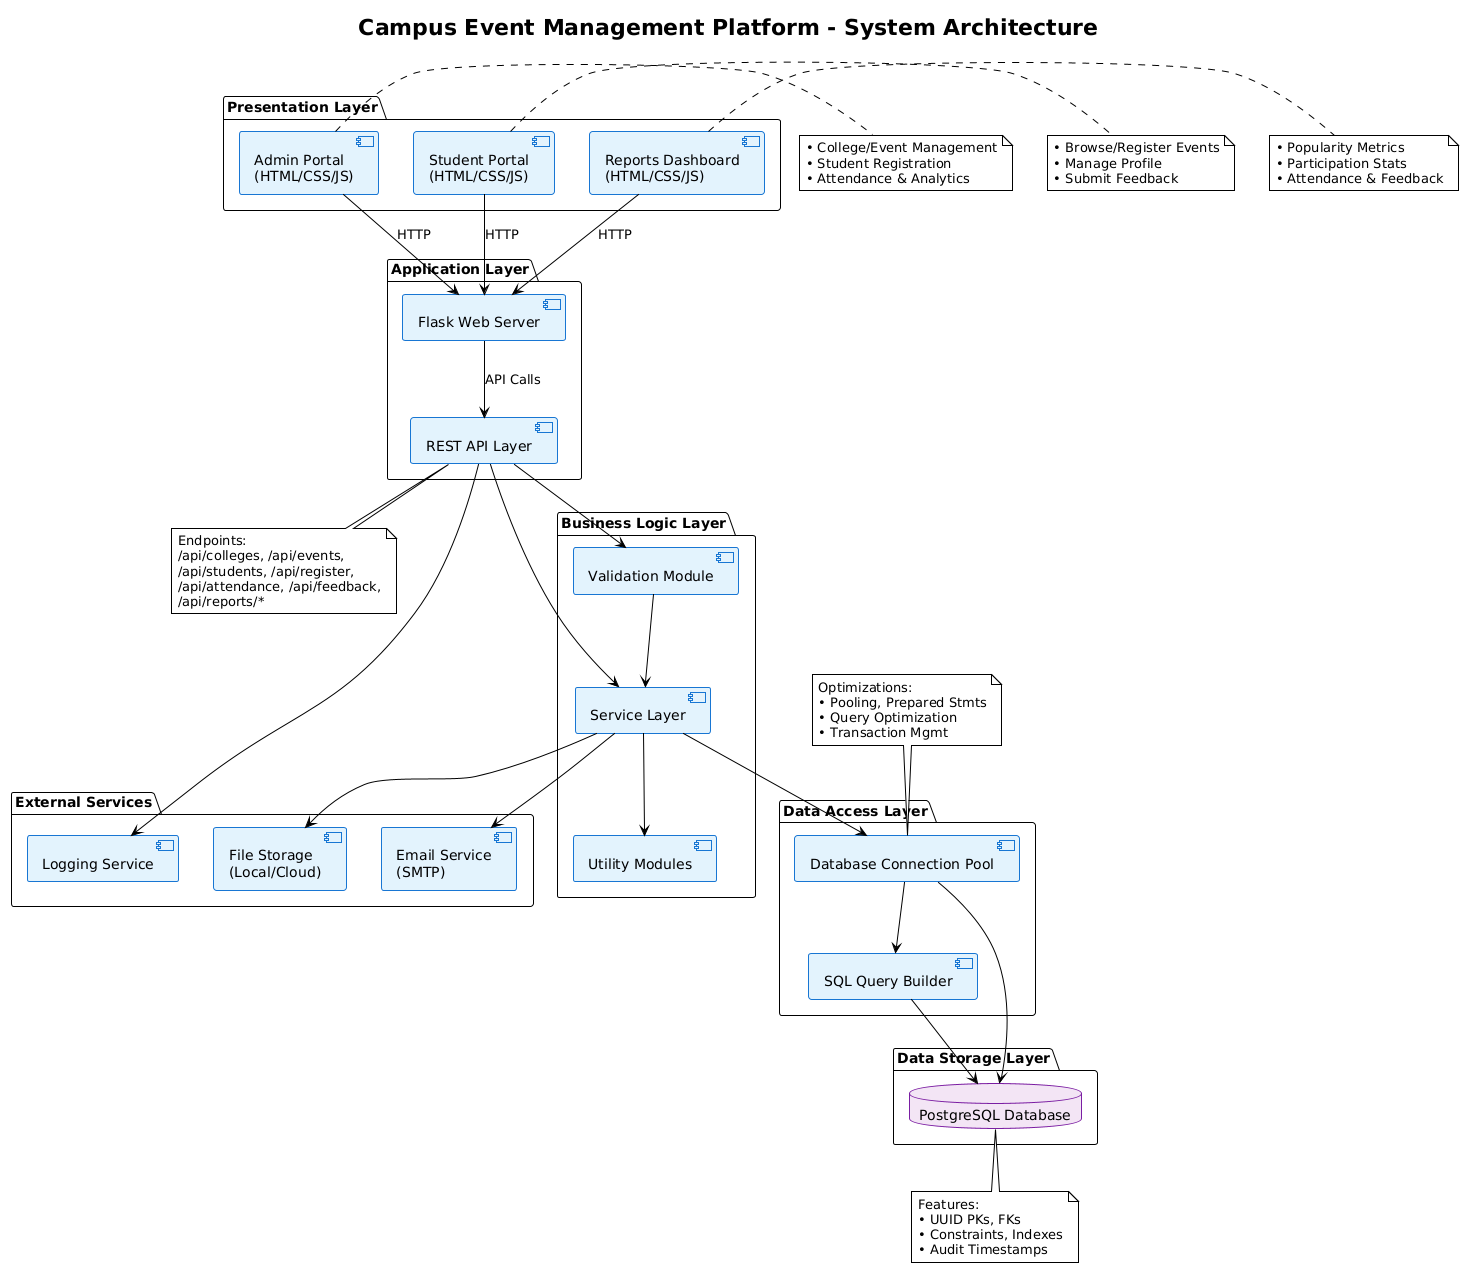 Campus Event Management Platform - System Architecture
Presentation Layer
Admin Portal
(HTML/CSS/JS)
Student Portal
(HTML/CSS/JS)
Reports Dashboard
(HTML/CSS/JS)
• College/Event Management
• Student Registration
• Attendance & Analytics
• Browse/Register Events
• Manage Profile
• Submit Feedback
• Popularity Metrics
• Participation Stats
• Attendance & Feedback
HTTP
HTTP
HTTP
Application Layer
Flask Web Server
API Calls
REST API Layer
Endpoints:
/api/colleges, /api/events,
/api/students, /api/register,
/api/attendance, /api/feedback,
/api/reports/*
Business Logic Layer
Validation Module
Service Layer
Utility Modules
Optimizations:
• Pooling, Prepared Stmts
• Query Optimization
• Transaction Mgmt
External Services
Logging Service
File Storage
(Local/Cloud)
Email Service
(SMTP)
Data Access Layer
Database Connection Pool
SQL Query Builder
Data Storage Layer
PostgreSQL Database
Features:
• UUID PKs, FKs
• Constraints, Indexes
• Audit Timestamps